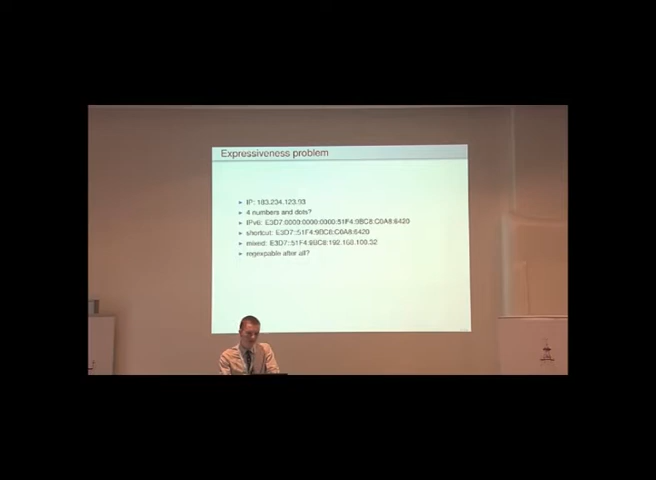 Expressiveness problem
IP: 183.234.123.93
4 numbers and dots?
IPv6: E3D7:0000:0000:0000:51F4:9BC8:C0A8:6420
shortcut: E3D7::51F4:9BC8:C0A8:6420
mixed: E3D7::51F4:9BC8:192.168.100.32
regexpable after all?